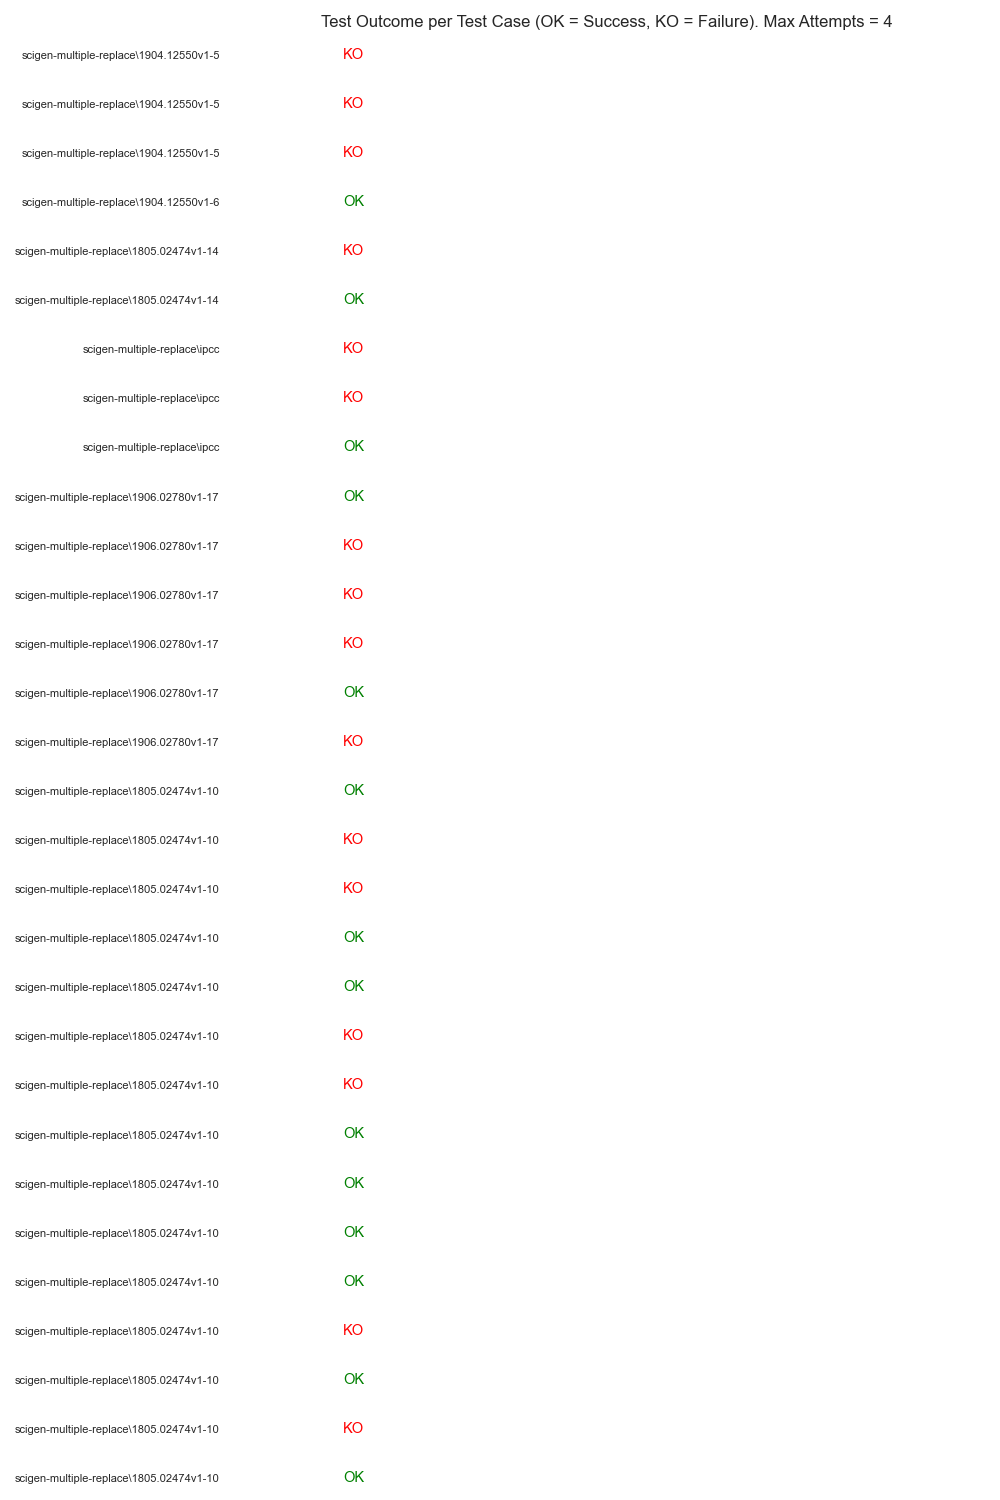 Test Outcome per Test Case (OK = Success, KO = Failure). Max Attempts = 4
scigen-multiple-replace\1904.12550v1-5 KO
scigen-multiple-replace\1904.12550v1-5 KO
scigen-multiple-replace\1904.12550v1-5 KO
scigen-multiple-replace\1904.12550v1-6 OK
scigen-multiple-replace\1805.02474v1-14 KO
scigen-multiple-replace\1805.02474v1-14 OK
scigen-multiple-replace\ipcc KO
scigen-multiple-replace\ipcc KO
scigen-multiple-replace\ipcc OK
scigen-multiple-replace\1906.02780v1-17 OK
scigen-multiple-replace\1906.02780v1-17 KO
scigen-multiple-replace\1906.02780v1-17 KO
scigen-multiple-replace\1906.02780v1-17 KO
scigen-multiple-replace\1906.02780v1-17 OK
scigen-multiple-replace\1906.02780v1-17 KO
scigen-multiple-replace\1805.02474v1-10 OK
scigen-multiple-replace\1805.02474v1-10 KO
scigen-multiple-replace\1805.02474v1-10 KO
scigen-multiple-replace\1805.02474v1-10 OK
scigen-multiple-replace\1805.02474v1-10 OK
scigen-multiple-replace\1805.02474v1-10 KO
scigen-multiple-replace\1805.02474v1-10 KO
scigen-multiple-replace\1805.02474v1-10 OK
scigen-multiple-replace\1805.02474v1-10 OK
scigen-multiple-replace\1805.02474v1-10 OK
scigen-multiple-replace\1805.02474v1-10 OK
scigen-multiple-replace\1805.02474v1-10 KO
scigen-multiple-replace\1805.02474v1-10 OK
scigen-multiple-replace\1805.02474v1-10 KO
scigen-multiple-replace\1805.02474v1-10 OK